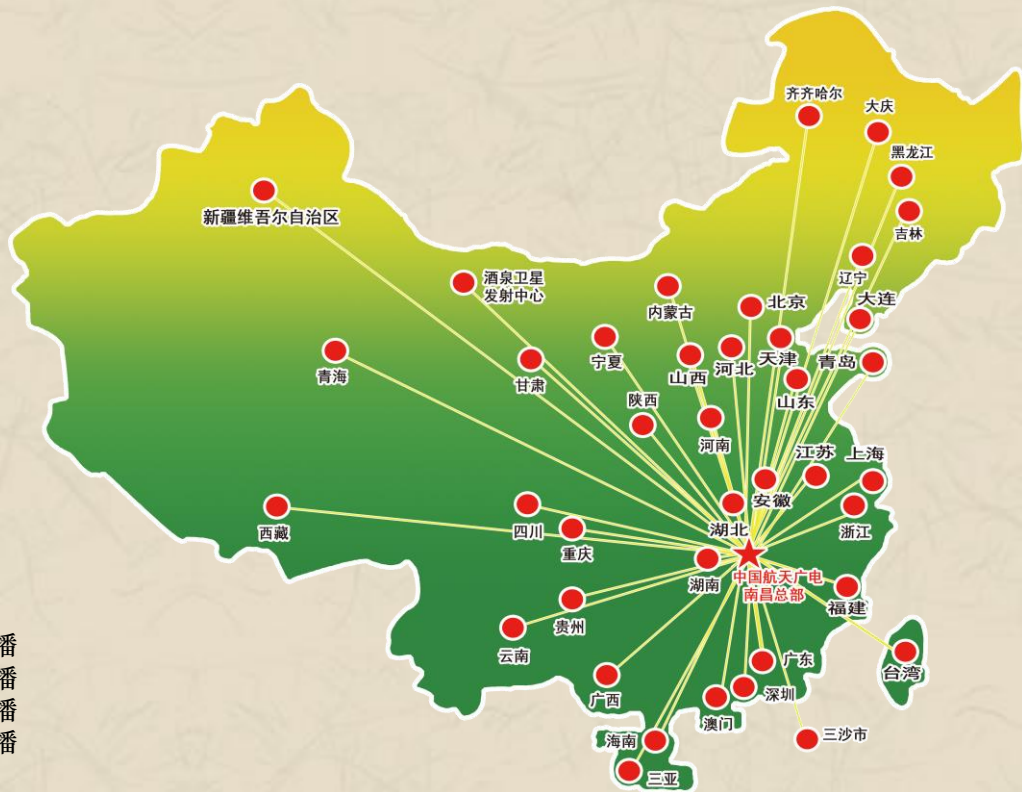 齐齐哈尔
大庆
黑龙江
吉林
新疆维吾尔自治区
辽宁
酒泉卫星
发射中心
大连
内蒙古
北京
宁夏
山西
河北
天津
青岛
青海
甘肃
山东
陕西
河南
江苏
上海
安徽
湖北
浙江
西藏
四川
重庆
湖南
中国航天广电
南昌总部
福建
贵州
云南
播
广东
台湾
播
广西
深圳
播
澳门
海南
三沙市
播
三亚